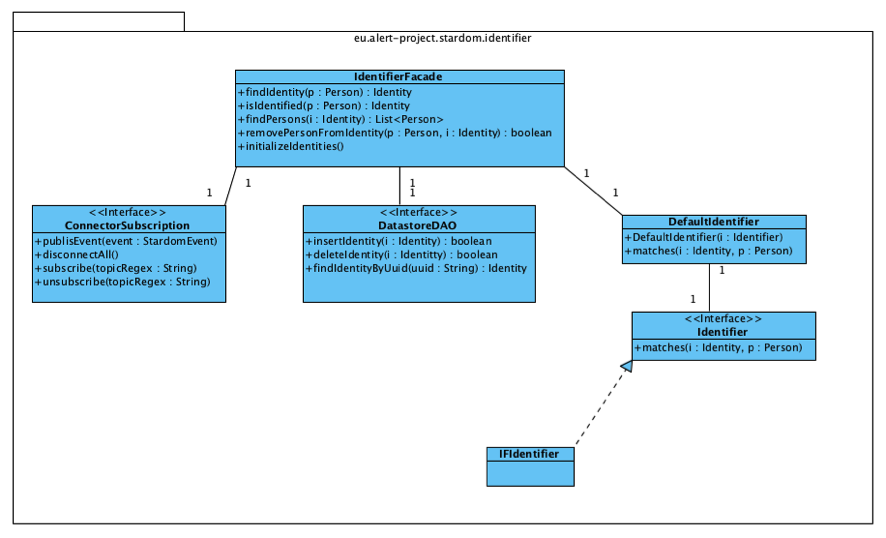 eu.alert-project.stardom.identifier
IdentifierFacade
+findIdentity(p : Person) : Identity
+isIdentified(p : Person) : Identity
+findPersons(i : Identity) : List<Person>
+removePersonFromIdentity(p : Person, i : Identity) : boolean
+initializeIdentities()
1
1
1
1
1
1
<<Interface>>
ConnectorSubscription
+publisEvent(event : StardomEvent)
+disconnectAll()
+subscribe(topicRegex : String)
+unsubscribe(topicRegex : String)
<<Interface>>
DatastoreDAO
+insertIdentity(i : Identity) : boolean
+deleteIdentity(i : Identitty) : boolean
+findIdentityByUuid(uuid : String) : Identity
DefaultIdentifier
+DefaultIdentifier(i : Identifier)
+matches(i : Identity, p : Person)
1
1
<<Interface>>
Identifier
+matches(i : Identity, p : Person)
IFIdentifier